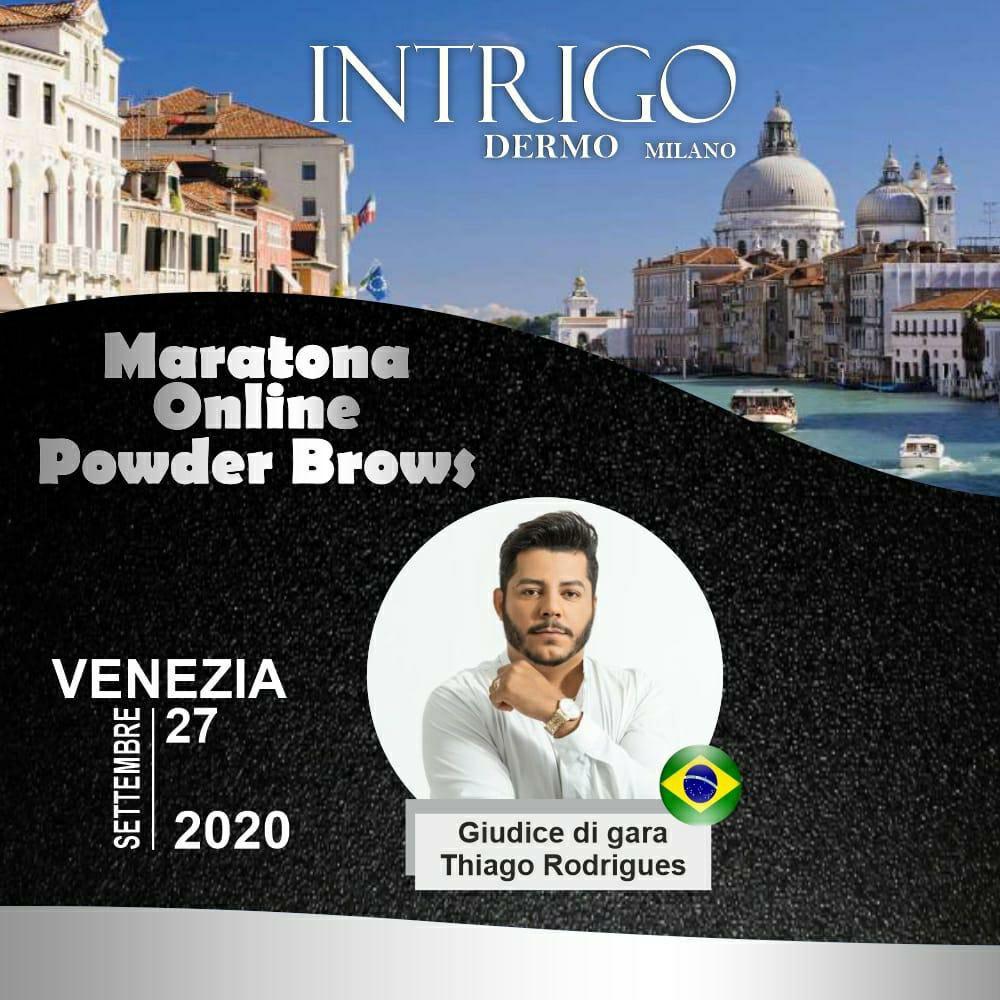 INTRIGO
DERMO MILANO
Maratona
Online
Powder Brows
VENEZIA
SETTEMBRE
27
2020
Giudice di gara
Thiago Rodrigues